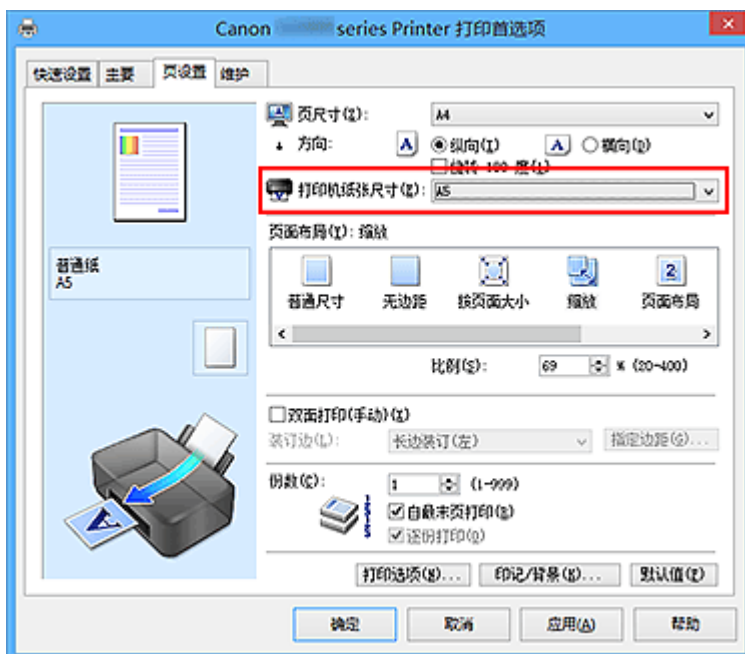 Canon series Printer 打印首选项
快速设置 主要 页设置 维护
页尺寸(Z): A4
方向: A 纵向(T) A 横向(D)
打印机纸张尺寸(E): A5
页面布局(Y): 缩放
普通纸
A5
普通尺寸 无边距 按页面大小 缩放 页面布局
比例(S): 69 % (20-400)
双面打印(手动)(X)
装订边(L): 长边装订(左) 指定边距(G)...
份数(C): 1 (1-999)
自最末页打印(R)
逐份打印(O)
打印选项(N)... 印记/背景(K)... 默认值(F)
确定 取消 应用(A) 帮助